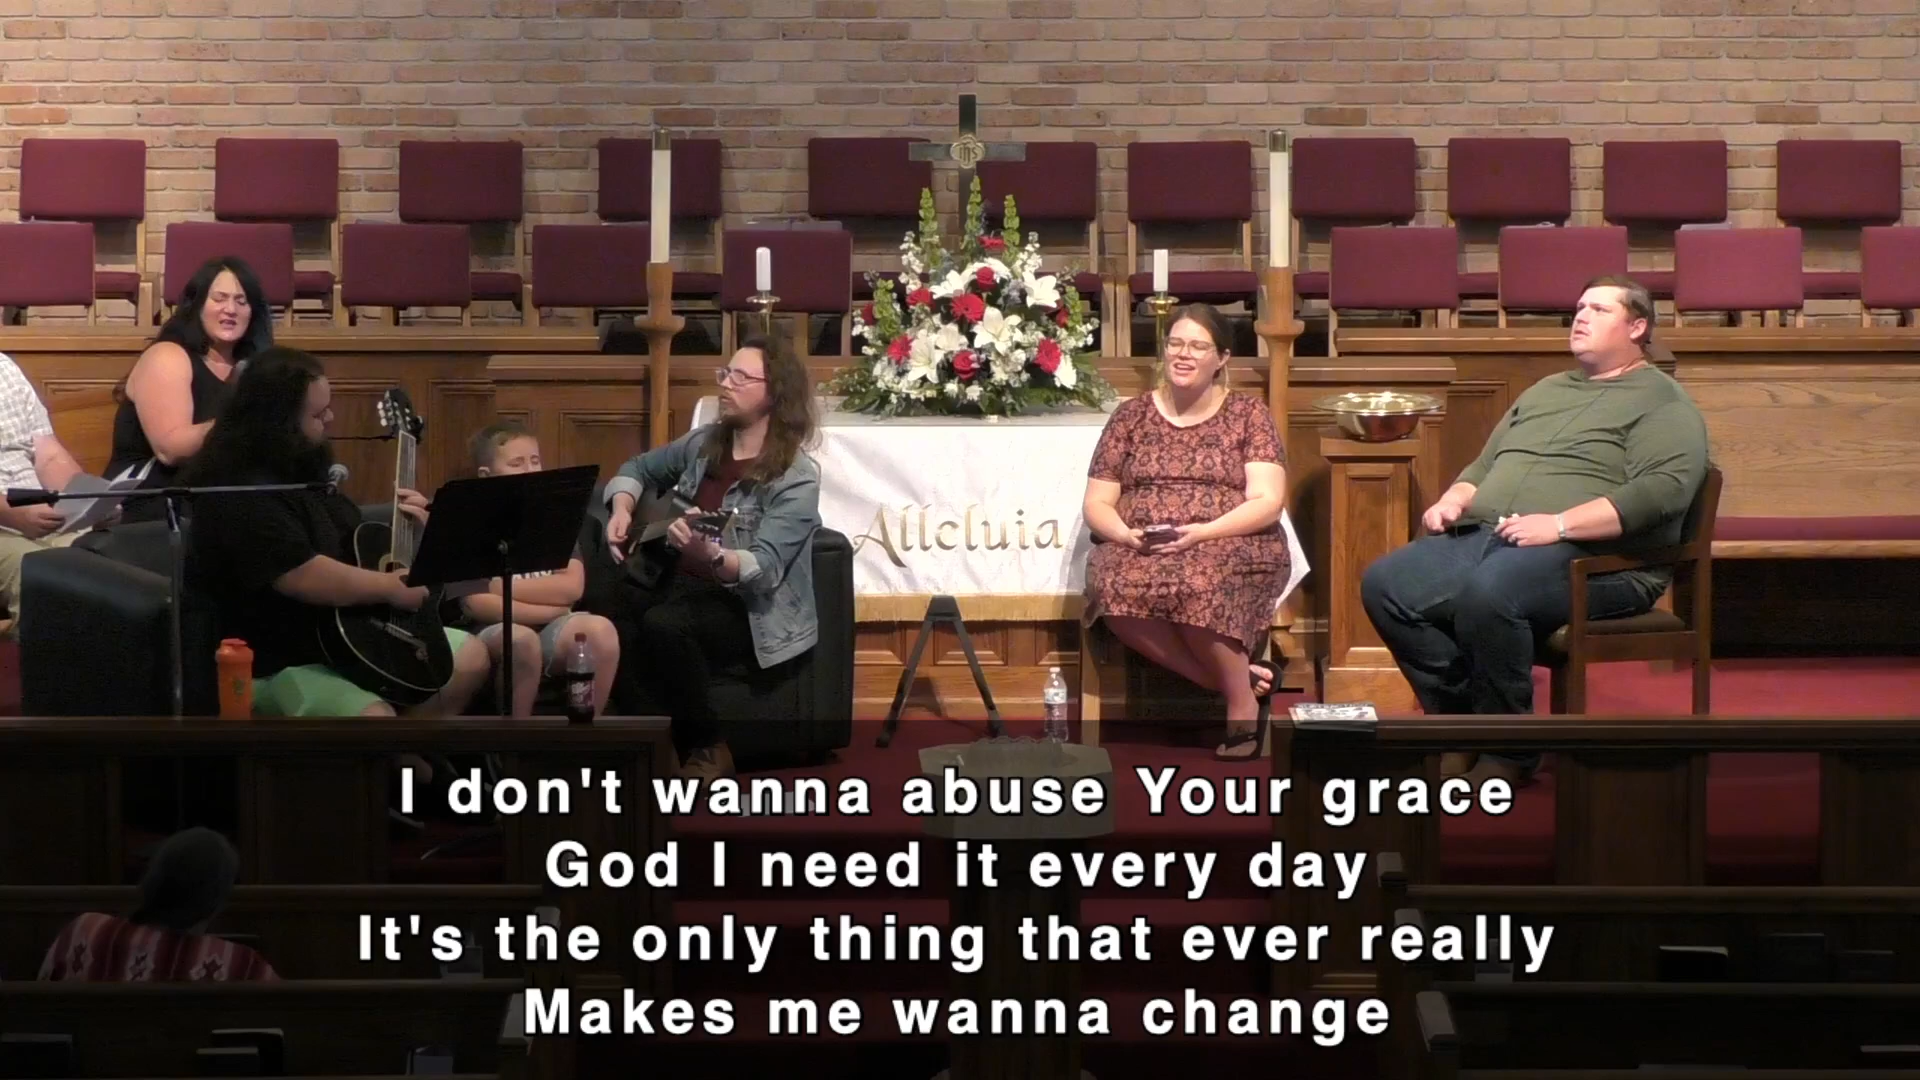 IHS
Alleluia
I don't wanna abuse Your grace
God I need it every day
It's the only thing that ever really
Makes me wanna change